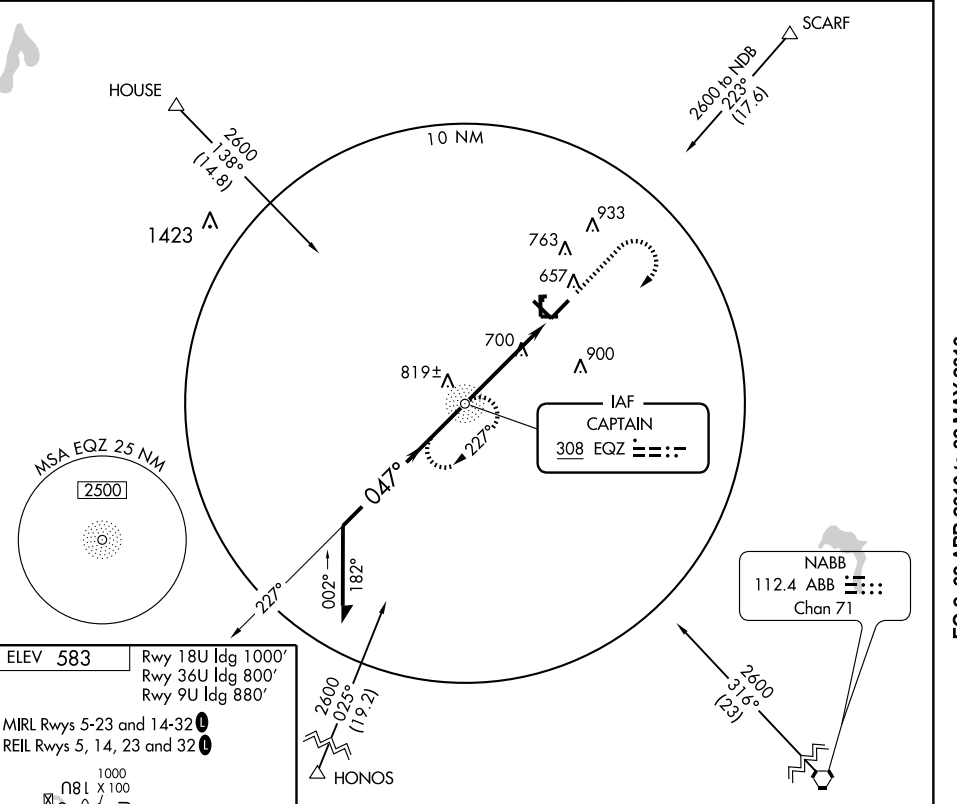 SCARF
2600 to NDB
223°
(17.6)
HOUSE
2600
138°
(14.8)
10 NM
1423
933
763
657
700
900
819±
IAF
CAPTAIN
308 EQZ
227°
047°
MSA EQZ 25 NM
2500
002°
182°
227°
NABB
112.4 ABB
Chan 71
2600
025°
(19.2)
HONOS
2600
316°
(23)
ELEV 583
Rwy 18U ldg 1000'
Rwy 36U ldg 800'
Rwy 9U ldg 880'
MIRL Rwys 5-23 and 14-32 L
REIL Rwys 5, 14, 23 and 32 L
1000
X 100
18U